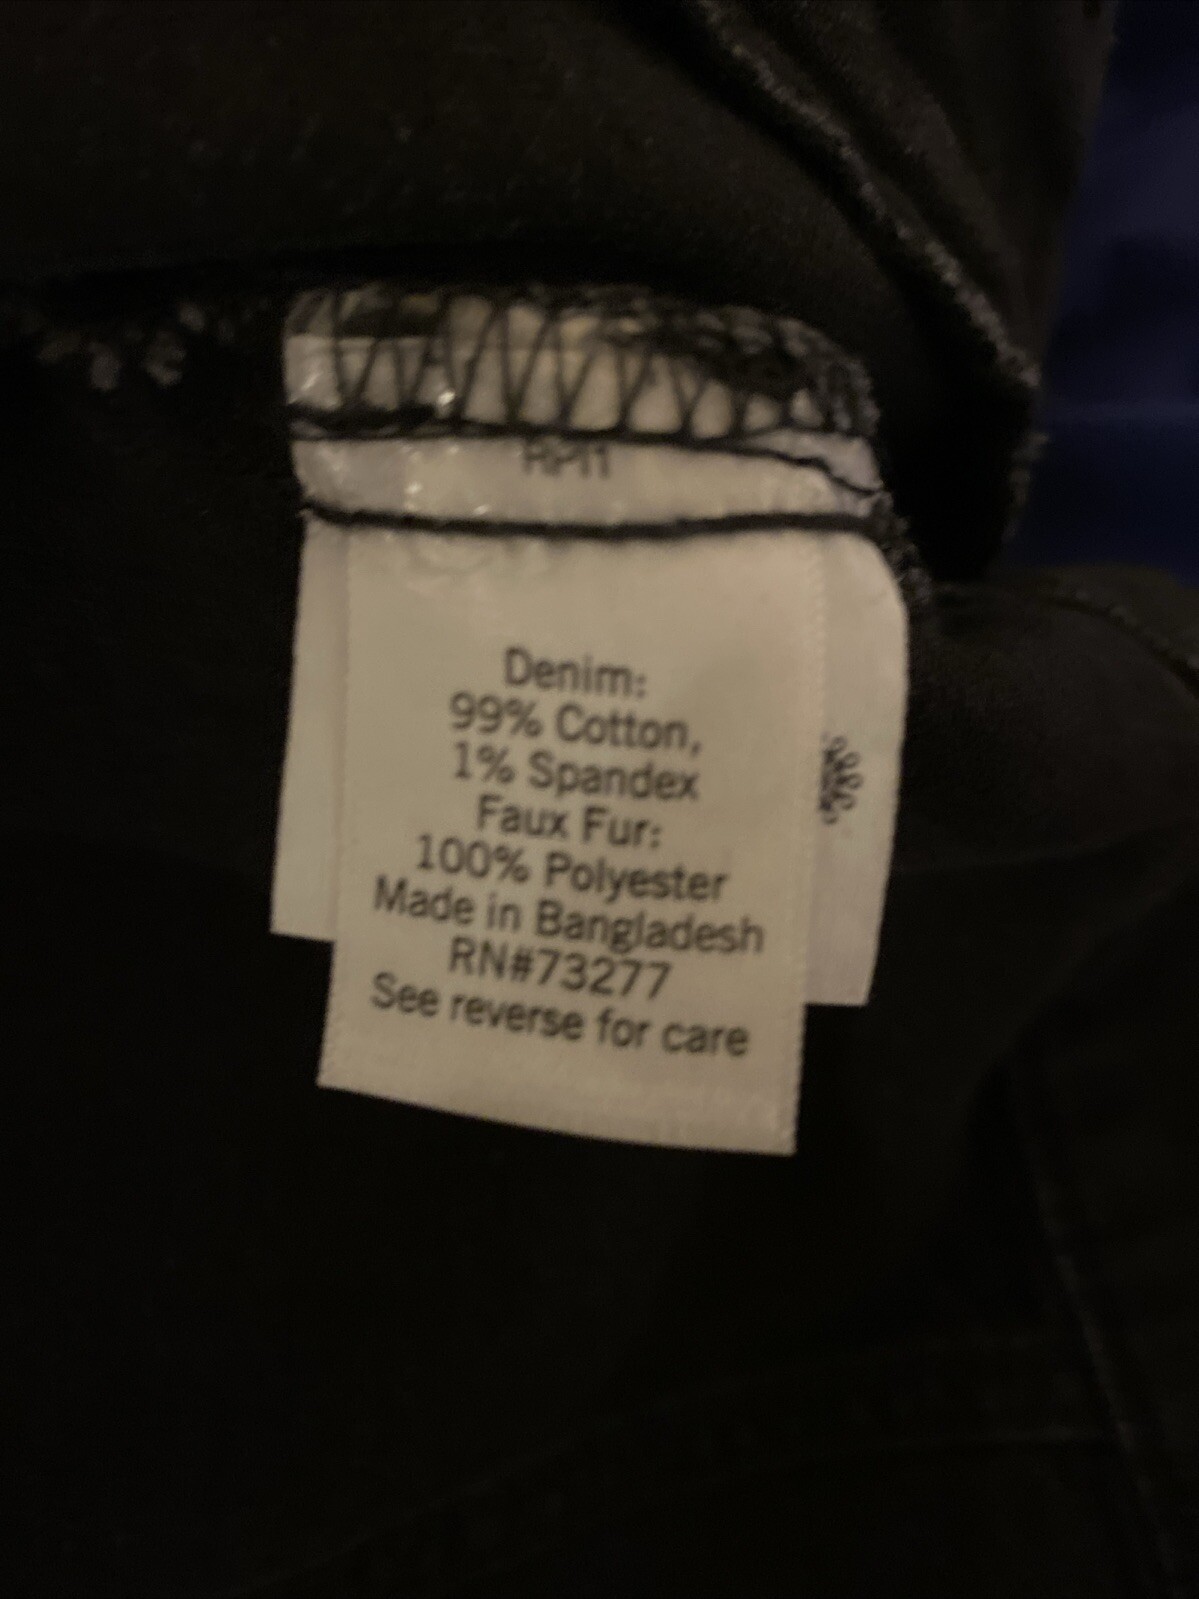 Denim:
99% Cotton,
1% Spandex
Faux Fur:
100% Polyester
Made in Bangladesh
RN#73277
See reverse for care